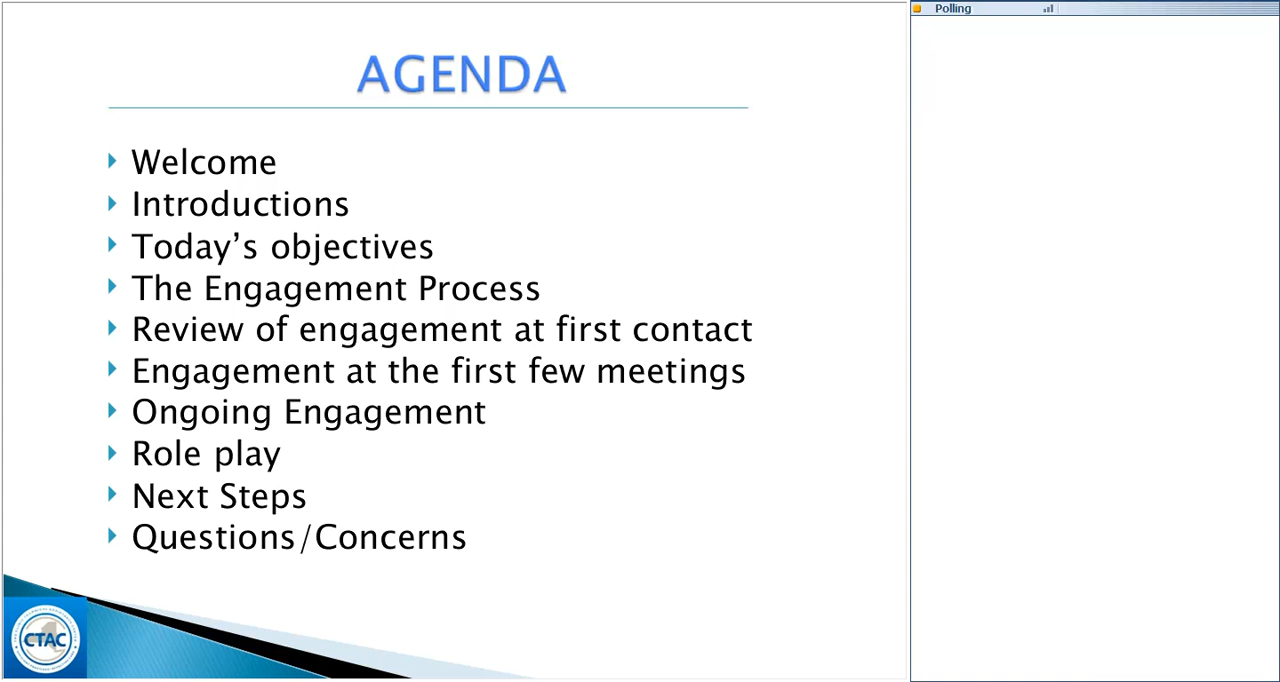 AGENDA
Welcome
Introductions
Today’s objectives
The Engagement Process
Review of engagement at first contact
Engagement at the first few meetings
Ongoing Engagement
Role play
Next Steps
Questions/Concerns
CTAC
Polling